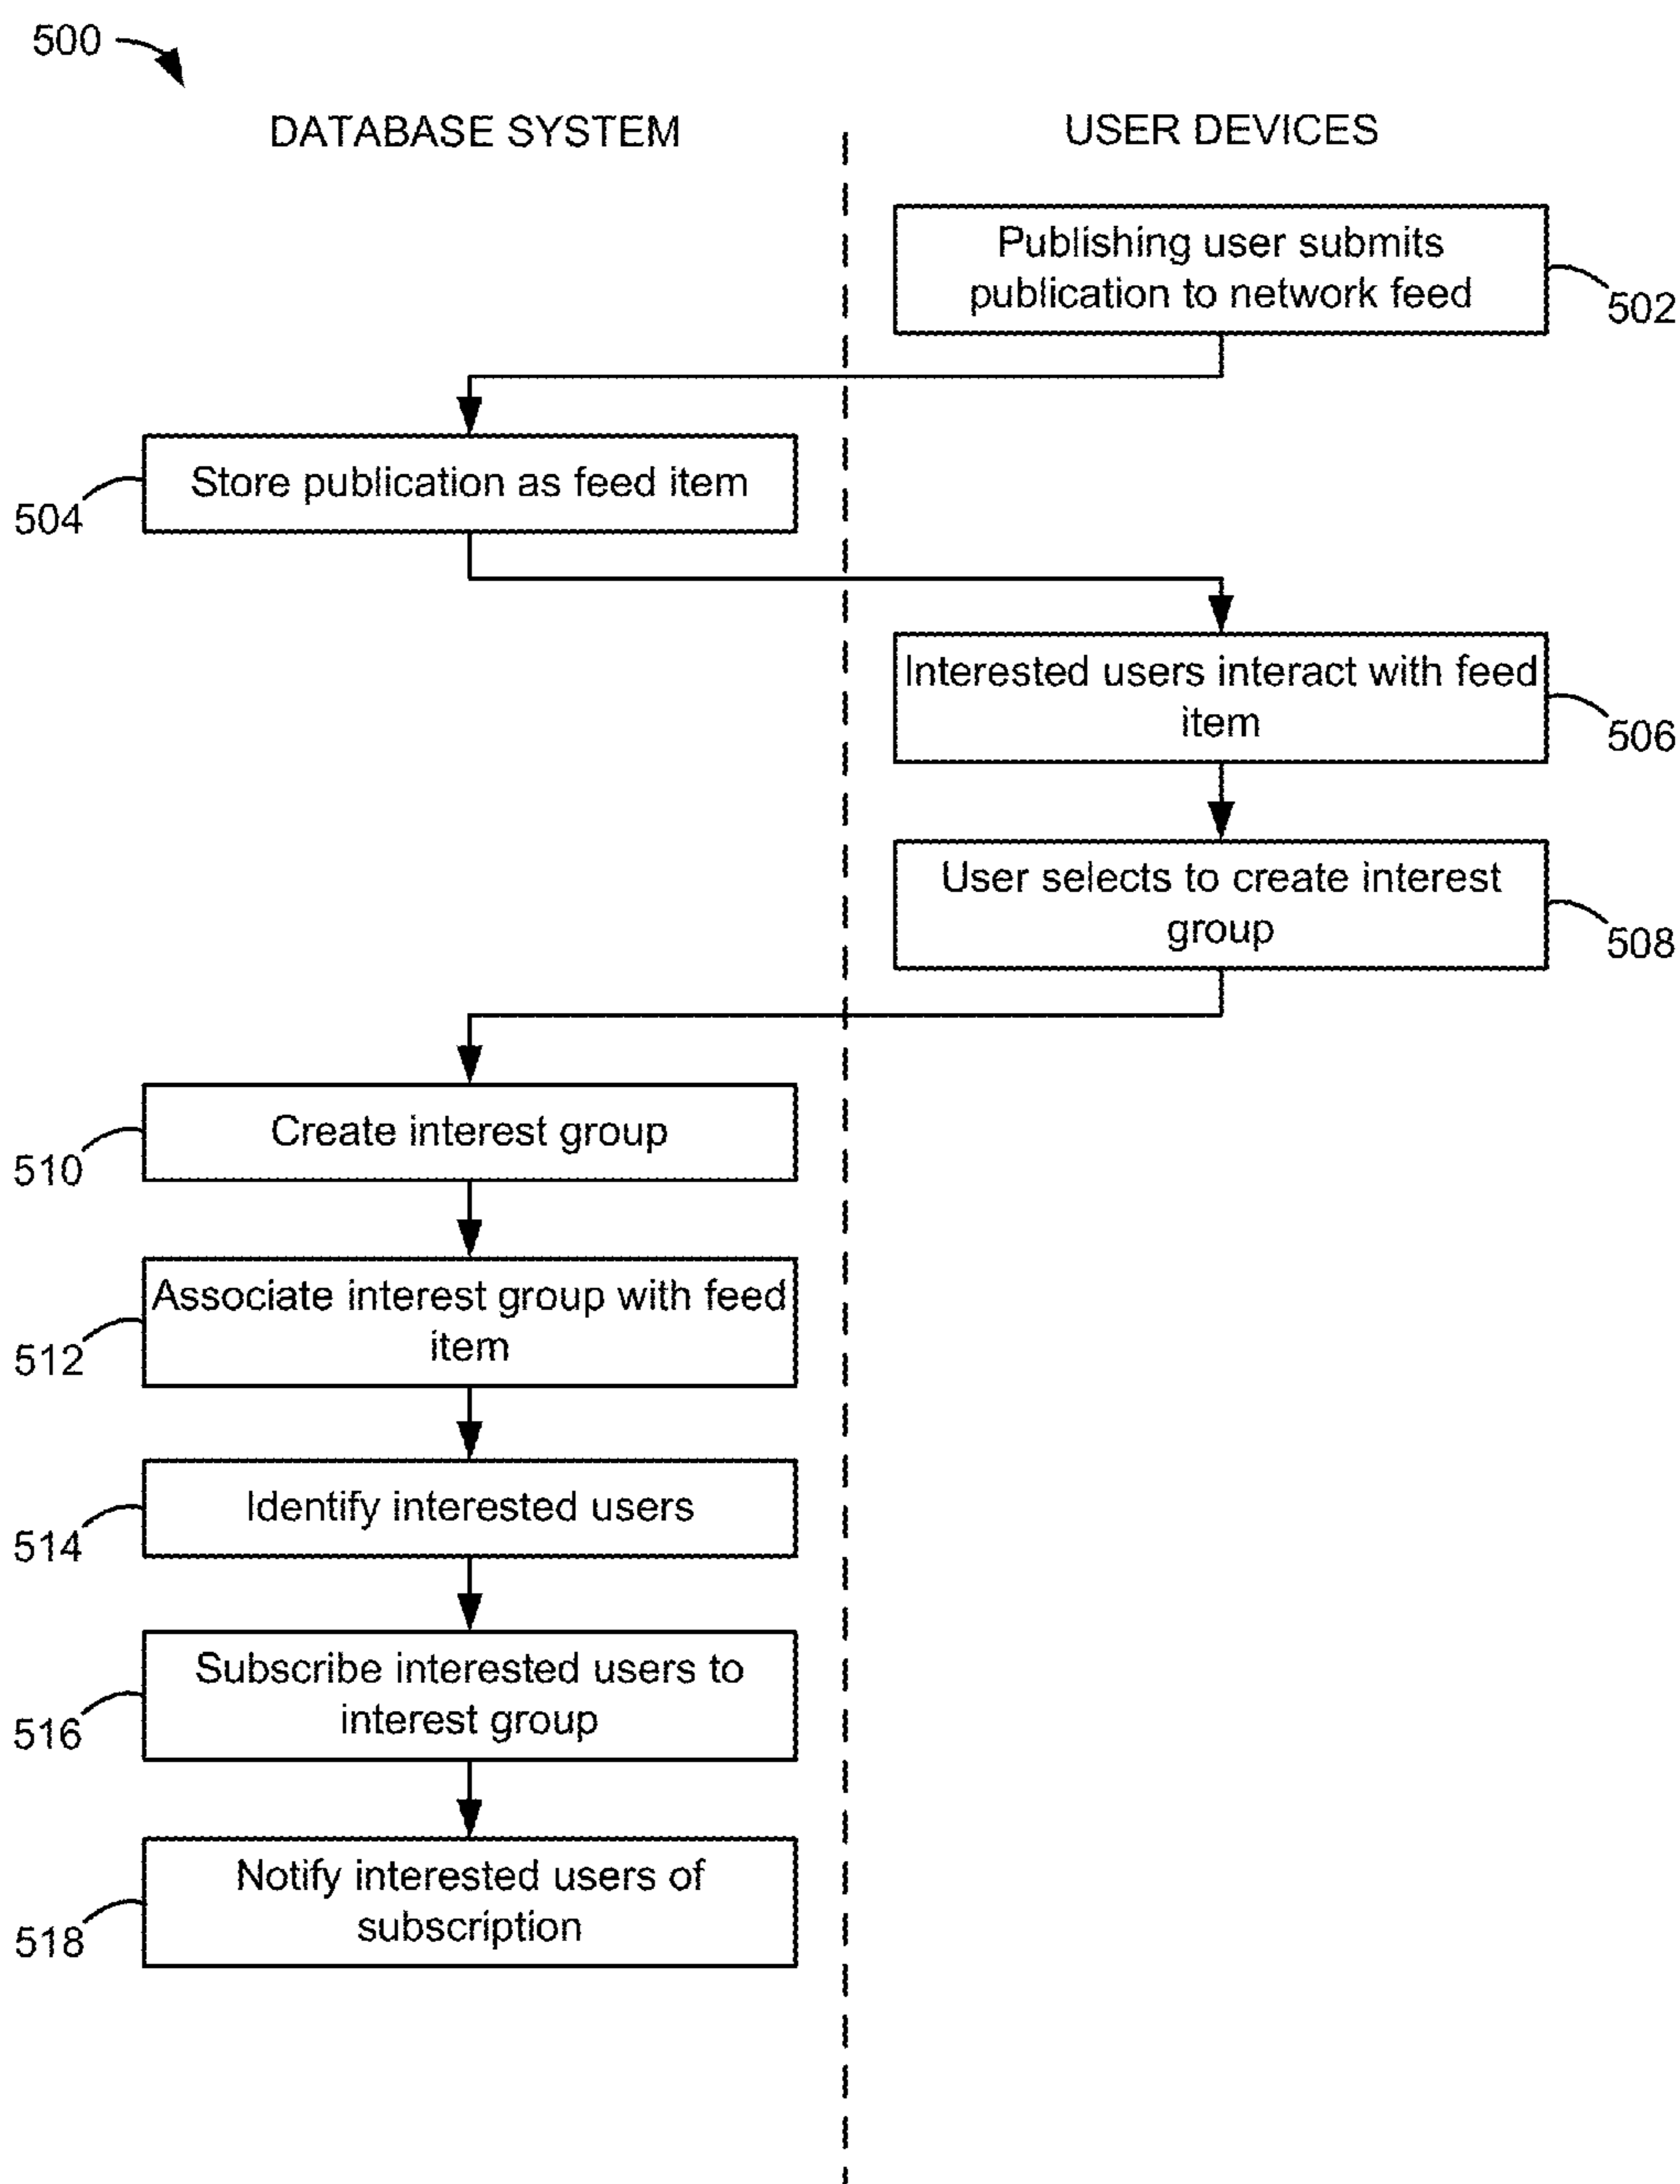 500
DATABASE SYSTEM
USER DEVICES
Publishing user submits
publication to network feed
502
Store publication as feed item
504
Interested users interact with feed
item
506
User selects to create interest
group
508
Create interest group
510
Associate interest group with feed
item
512
Identify interested users
514
Subscribe interested users to
interest group
516
Notify interested users of
subscription
518